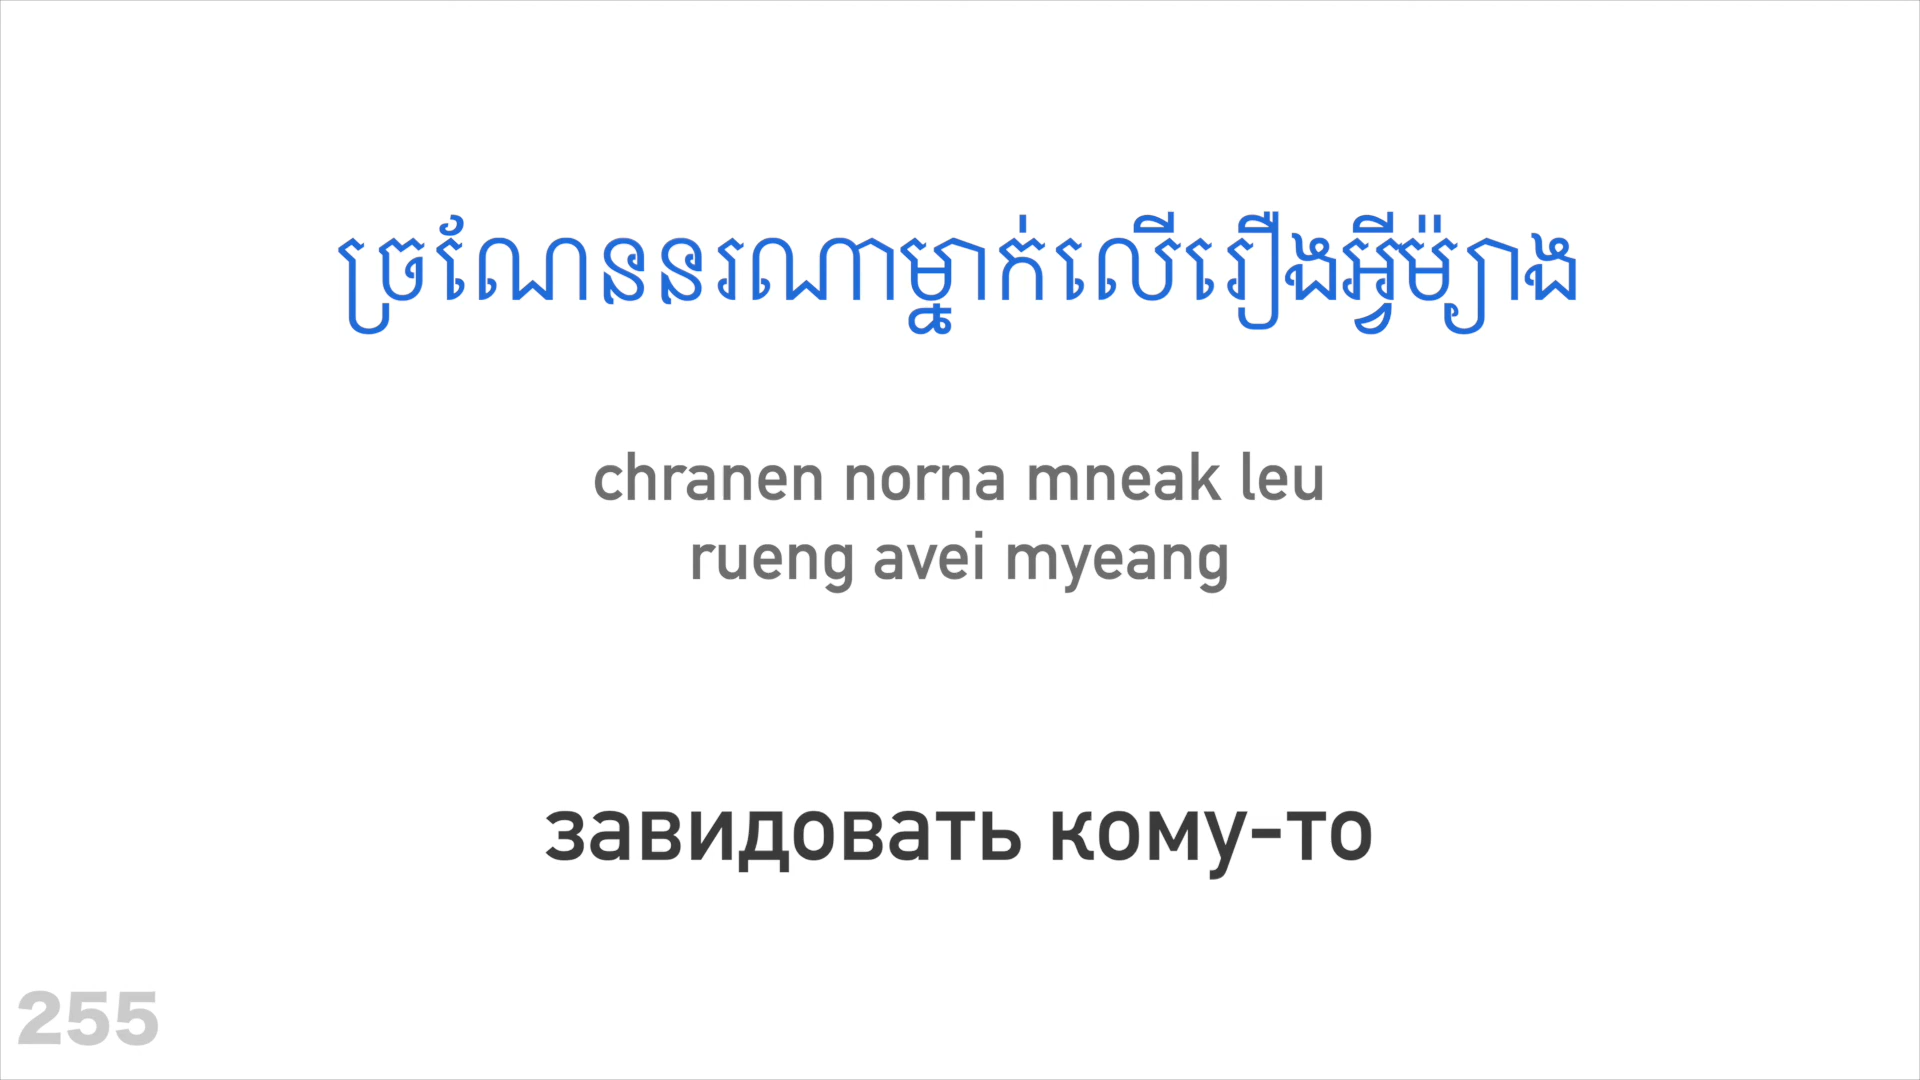 ច្រណែននរណាម្នាក់លើរឿងអ្វីម៉្យាង
chranen norna mneak leu
rueng avei myeang
завидовать кому-то
255